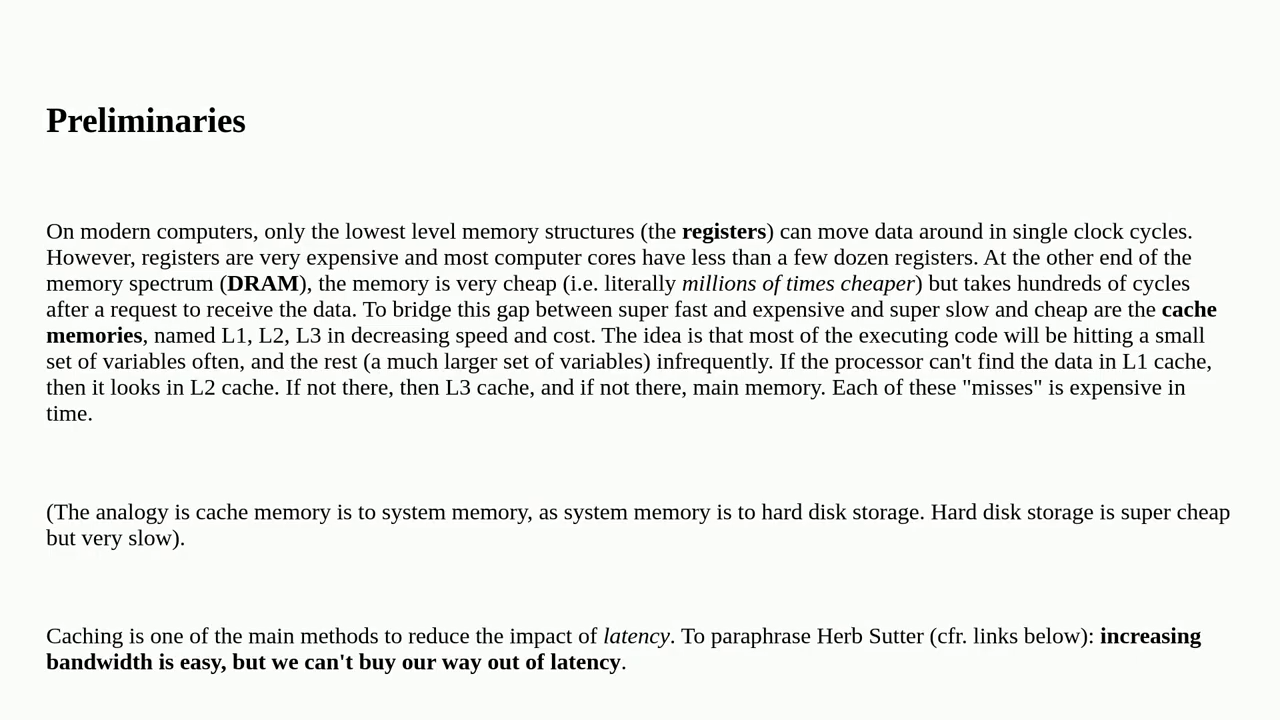 Preliminaries
On modern computers, only the lowest level memory structures (the registers) can move data around in single clock cycles.
However, registers are very expensive and most computer cores have less than a few dozen registers. At the other end of the
memory spectrum (DRAM), the memory is very cheap (i.e. literally millions of times cheaper) but takes hundreds of cycles
after a request to receive the data. To bridge this gap between super fast and expensive and super slow and cheap are the cache
memories, named L1, L2, L3 in decreasing speed and cost. The idea is that most of the executing code will be hitting a small
set of variables often, and the rest (a much larger set of variables) infrequently. If the processor can't find the data in L1 cache,
then it looks in L2 cache. If not there, then L3 cache, and if not there, main memory. Each of these "misses" is expensive in
time.
(The analogy is cache memory is to system memory, as system memory is to hard disk storage. Hard disk storage is super cheap
but very slow).
Caching is one of the main methods to reduce the impact of latency. To paraphrase Herb Sutter (cfr. links below): increasing
bandwidth is easy, but we can't buy our way out of latency.